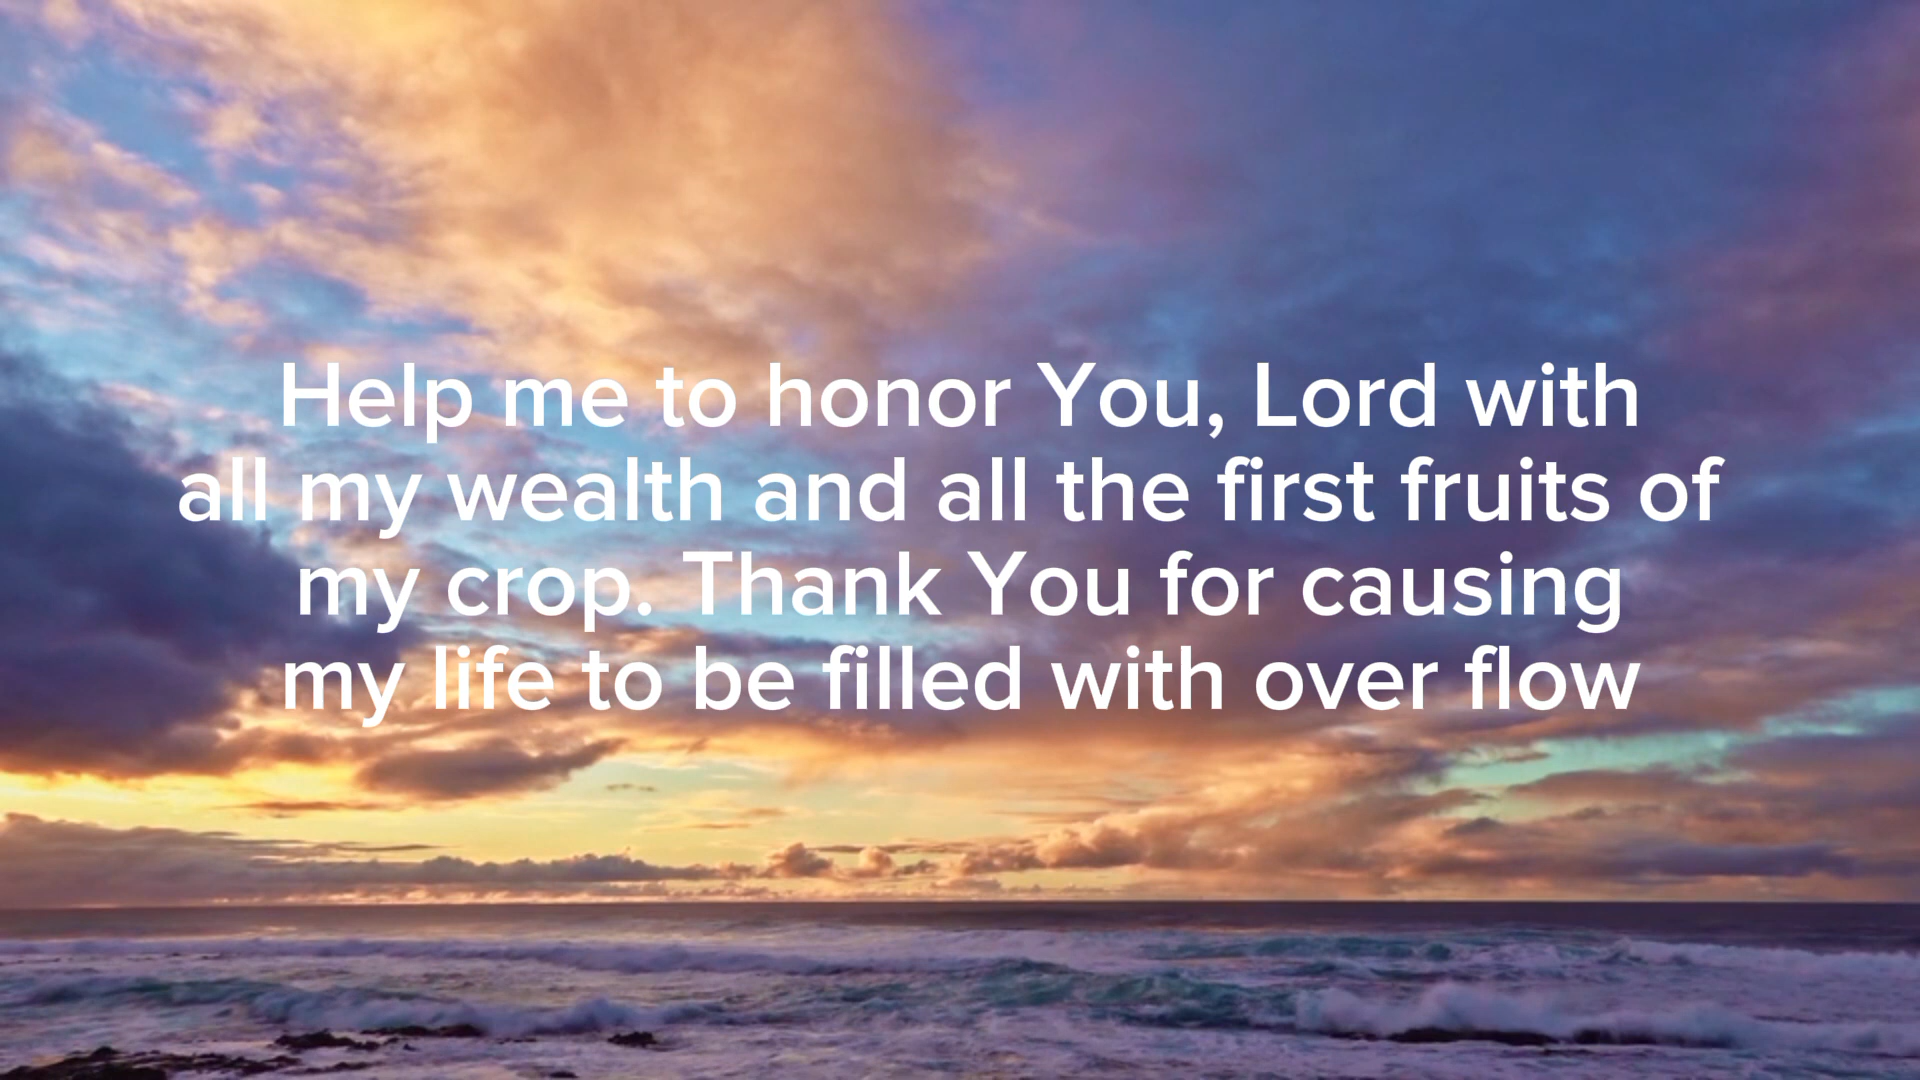 Help me to honor You, Lord with
all my wealth and all the first fruits of
my crop. Thank You for causing
my life to be filled with over flow